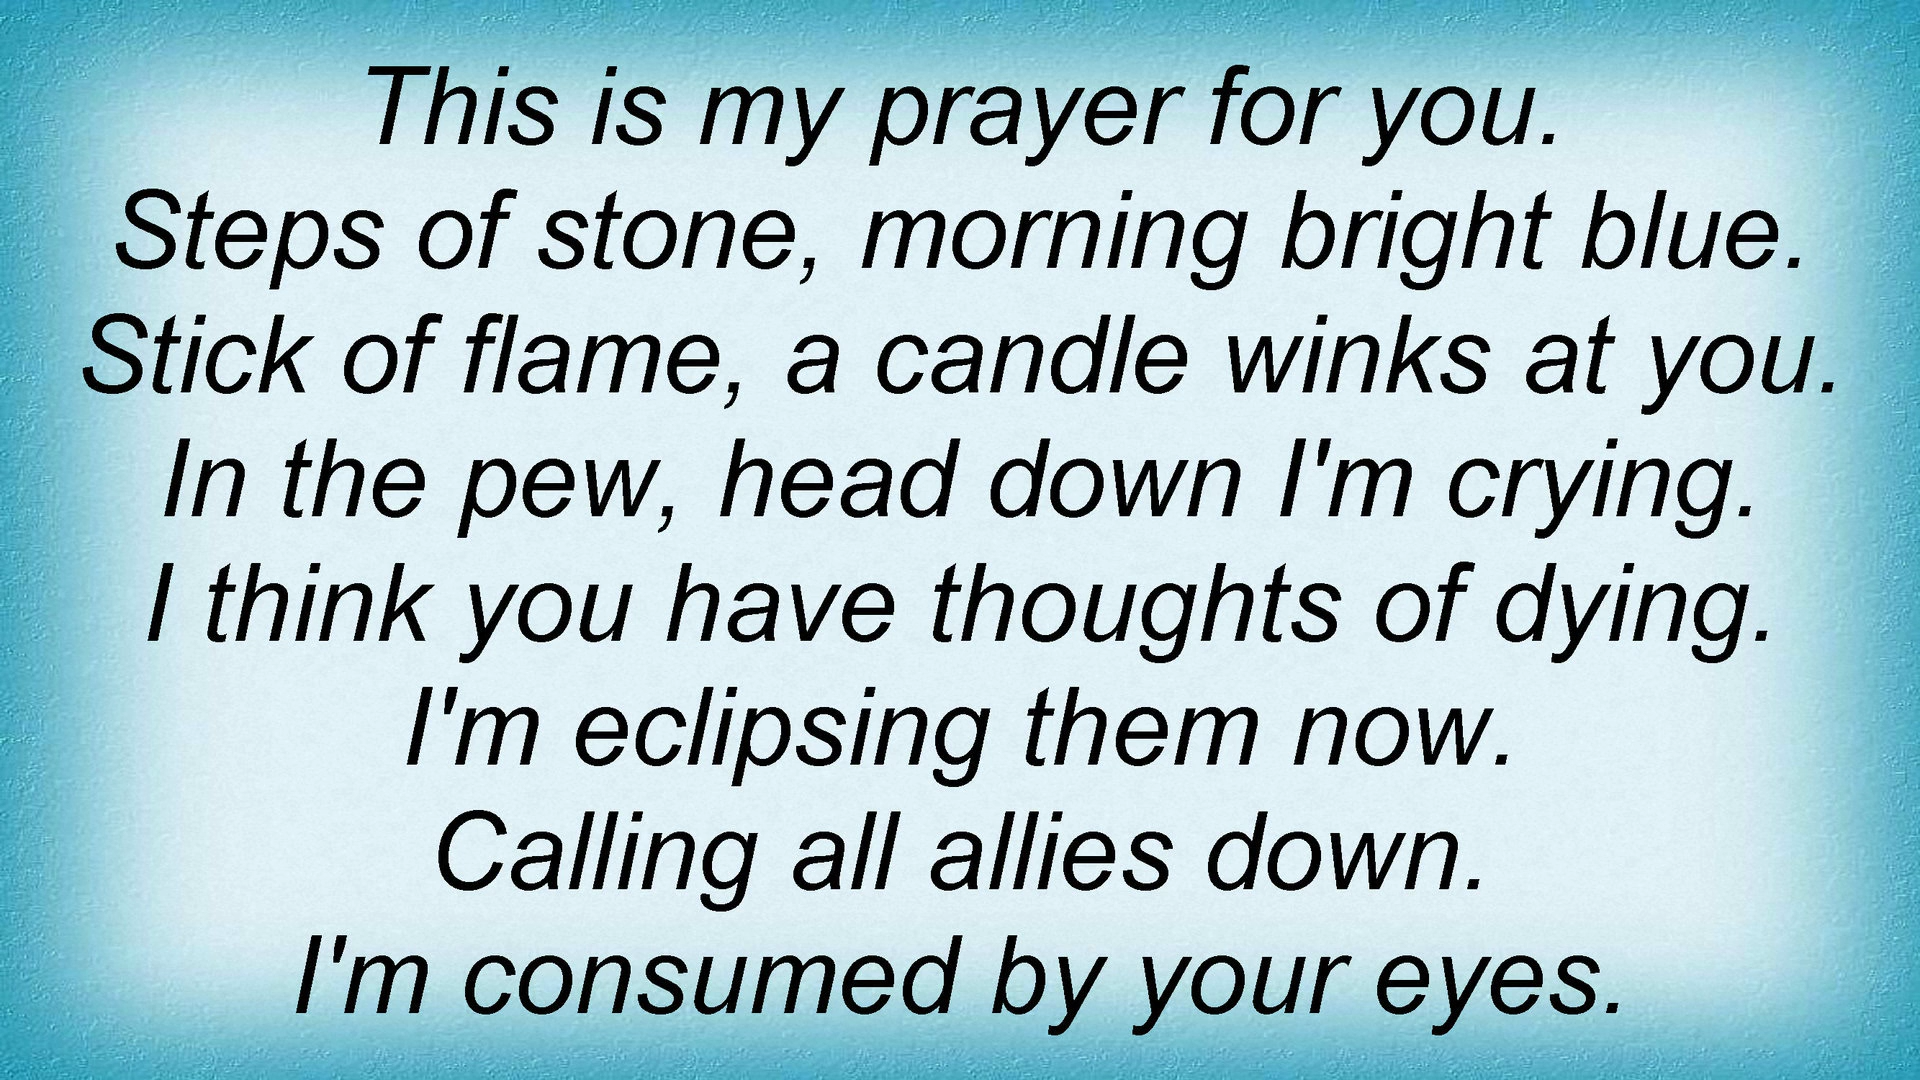 This is my prayer for you.
Steps of stone, morning bright blue.
Stick of flame, a candle winks at you.
In the pew, head down I'm crying.
I think you have thoughts of dying.
I'm eclipsing them now.
Calling all allies down.
I'm consumed by your eyes.